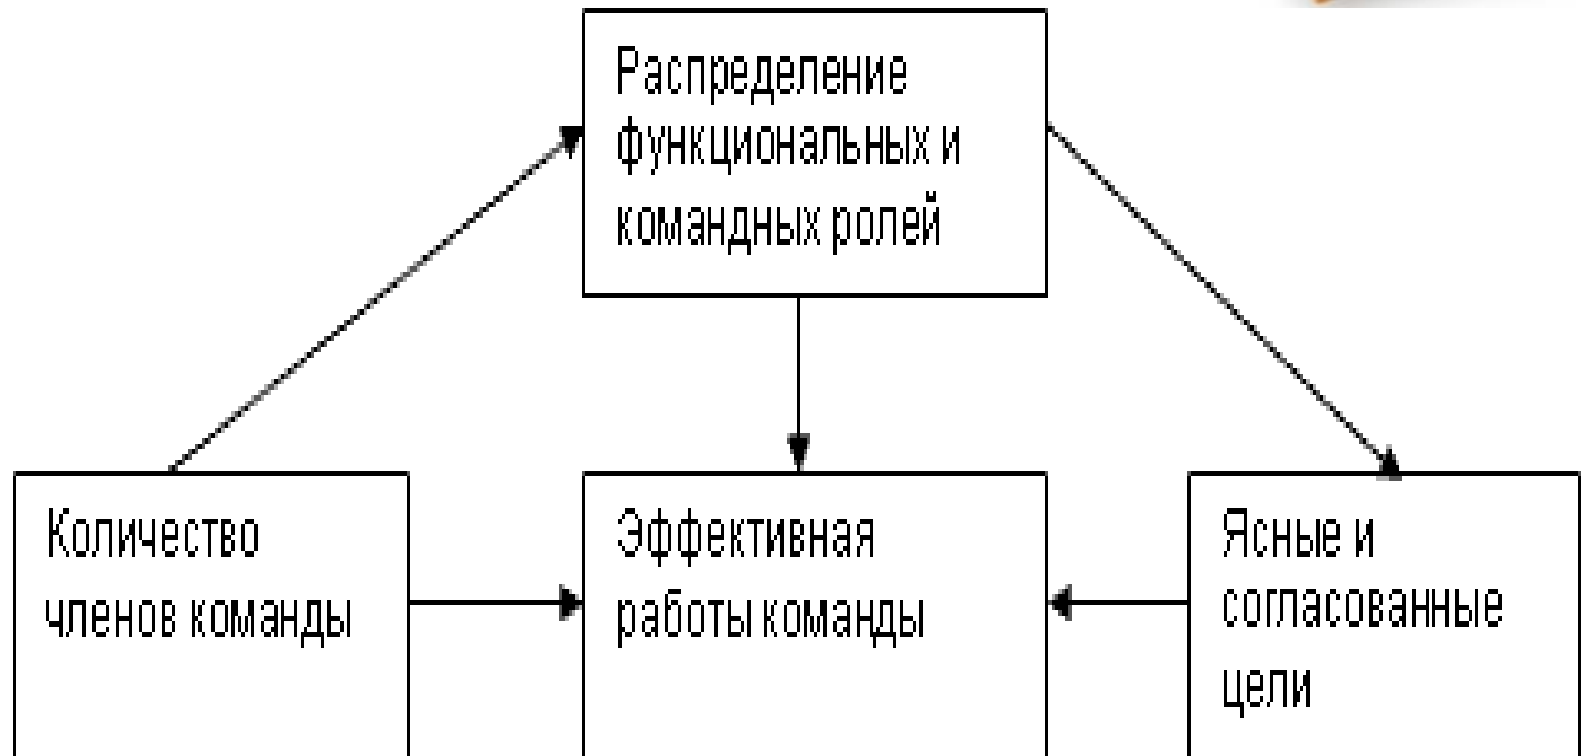 Распределение
функциональных и
командных ролей
Количество
членов команды
Эффективная
работы команды
Ясные и
согласованные
цели